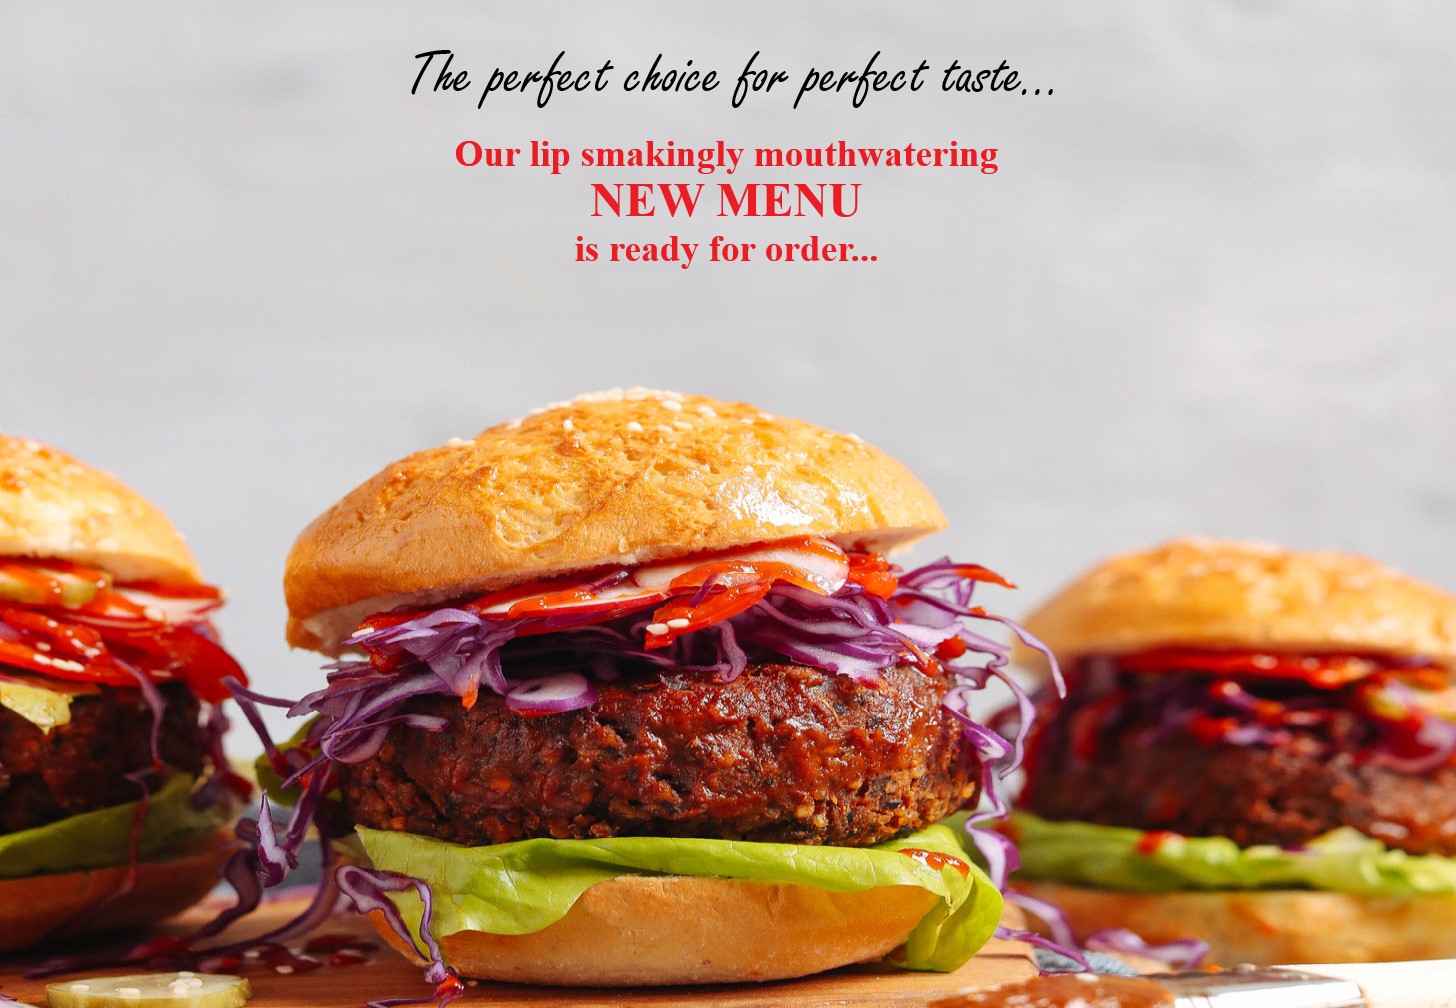 The perfect choice for perfect taste...
Our lip smakingly mouthwatering
NEW MENU
is ready for order...